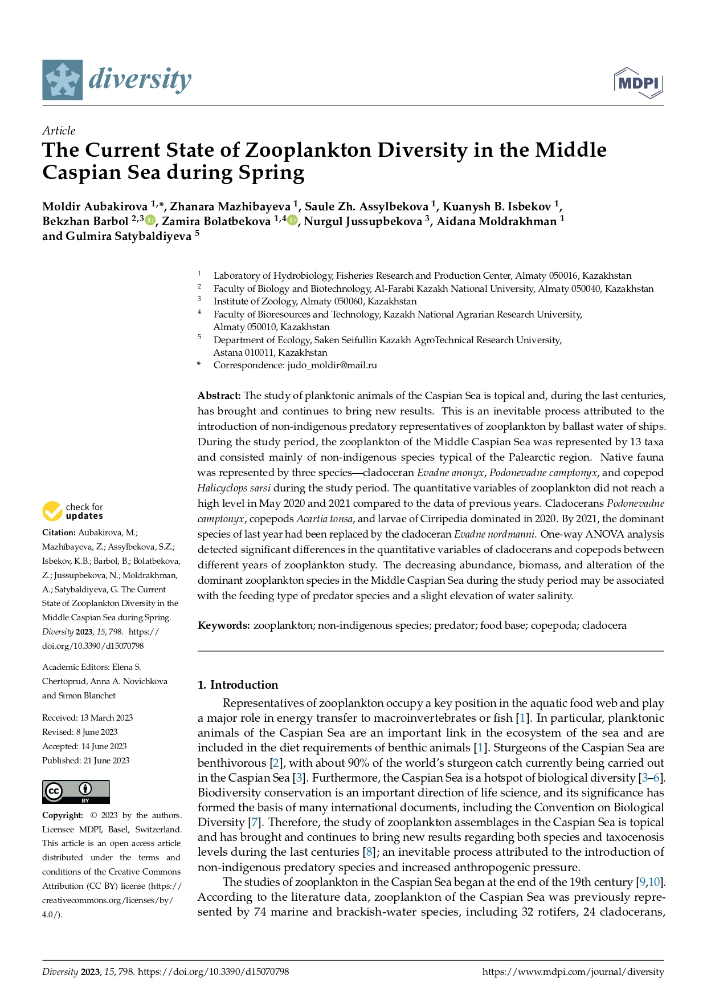 diversity
MDPI
Article
The Current State of Zooplankton Diversity in the Middle
Caspian Sea during Spring
Moldir Aubakirova 1,*, Zhanara Mazhibayeva 1, Saule Zh. Assylbekova 1, Kuanysh B. Isbekov 1,
Bekzhan Barbol 2,3 iD, Zamira Bolatbekova 1,4 iD, Nurgul Jussupbekova 3, Aidana Moldrakhman 1
and Gulmira Satybaldiyeva 5
1 Laboratory of Hydrobiology, Fisheries Research and Production Center, Almaty 050016, Kazakhstan
2 Faculty of Biology and Biotechnology, Al-Farabi Kazakh National University, Almaty 050040, Kazakhstan
3 Institute of Zoology, Almaty 050060, Kazakhstan
4 Faculty of Bioresources and Technology, Kazakh National Agrarian Research University,
Almaty 050010, Kazakhstan
5 Department of Ecology, Saken Seifullin Kazakh AgroTechnical Research University,
Astana 010011, Kazakhstan
* Correspondence: judo_moldir@mail.ru
Abstract: The study of planktonic animals of the Caspian Sea is topical and, during the last centuries,
has brought and continues to bring new results. This is an inevitable process attributed to the
introduction of non-indigenous predatory representatives of zooplankton by ballast water of ships.
During the study period, the zooplankton of the Middle Caspian Sea was represented by 13 taxa
and consisted mainly of non-indigenous species typical of the Palearctic region. Native fauna
was represented by three species—cladoceran Evadne anonyx, Podonevadne camptonyx, and copepod
Halicyclops sarsi during the study period. The quantitative variables of zooplankton did not reach a
high level in May 2020 and 2021 compared to the data of previous years. Cladocerans Podonevadne
camptonyx, copepods Acartia tonsa, and larvae of Cirripedia dominated in 2020. By 2021, the dominant
species of last year had been replaced by the cladoceran Evadne nordmanni. One-way ANOVA analysis
detected significant differences in the quantitative variables of cladocerans and copepods between
different years of zooplankton study. The decreasing abundance, biomass, and alteration of the
dominant zooplankton species in the Middle Caspian Sea during the study period may be associated
with the feeding type of predator species and a slight elevation of water salinity.
Keywords: zooplankton; non-indigenous species; predator; food base; copepoda; cladocera
check for
updates
Citation: Aubakirova, M.;
Mazhibayeva, Z.; Assylbekova, S.Z.;
Isbekov, K.B.; Barbol, B.; Bolatbekova,
Z.; Jussupbekova, N.; Moldrakhman,
A.; Satybaldiyeva, G. The Current
State of Zooplankton Diversity in the
Middle Caspian Sea during Spring.
Diversity 2023, 15, 798. https://
doi.org/10.3390/d15070798
Academic Editors: Elena S.
Chertoprud, Anna A. Novichkova
and Simon Blanchet
Received: 13 March 2023
Revised: 8 June 2023
Accepted: 14 June 2023
Published: 21 June 2023
cc BY
Copyright: © 2023 by the authors.
Licensee MDPI, Basel, Switzerland.
This article is an open access article
distributed under the terms and
conditions of the Creative Commons
Attribution (CC BY) license (https://
creativecommons.org/licenses/by/
4.0/).
1. Introduction
Representatives of zooplankton occupy a key position in the aquatic food web and play
a major role in energy transfer to macroinvertebrates or fish [1]. In particular, planktonic
animals of the Caspian Sea are an important link in the ecosystem of the sea and are
included in the diet requirements of benthic animals [1]. Sturgeons of the Caspian Sea are
benthivorous [2], with about 90% of the world's sturgeon catch currently being carried out
in the Caspian Sea [3]. Furthermore, the Caspian Sea is a hotspot of biological diversity [3–6].
Biodiversity conservation is an important direction of life science, and its significance has
formed the basis of many international documents, including the Convention on Biological
Diversity [7]. Therefore, the study of zooplankton assemblages in the Caspian Sea is topical
and has brought and continues to bring new results regarding both species and taxocenosis
levels during the last centuries [8]; an inevitable process attributed to the introduction of
non-indigenous predatory species and increased anthropogenic pressure.
The studies of zooplankton in the Caspian Sea began at the end of the 19th century [9,10].
According to the literature data, zooplankton of the Caspian Sea was previously repre-
sented by 74 marine and brackish-water species, including 32 rotifers, 24 cladocerans,
Diversity 2023, 15, 798. https://doi.org/10.3390/d15070798
https://www.mdpi.com/journal/diversity